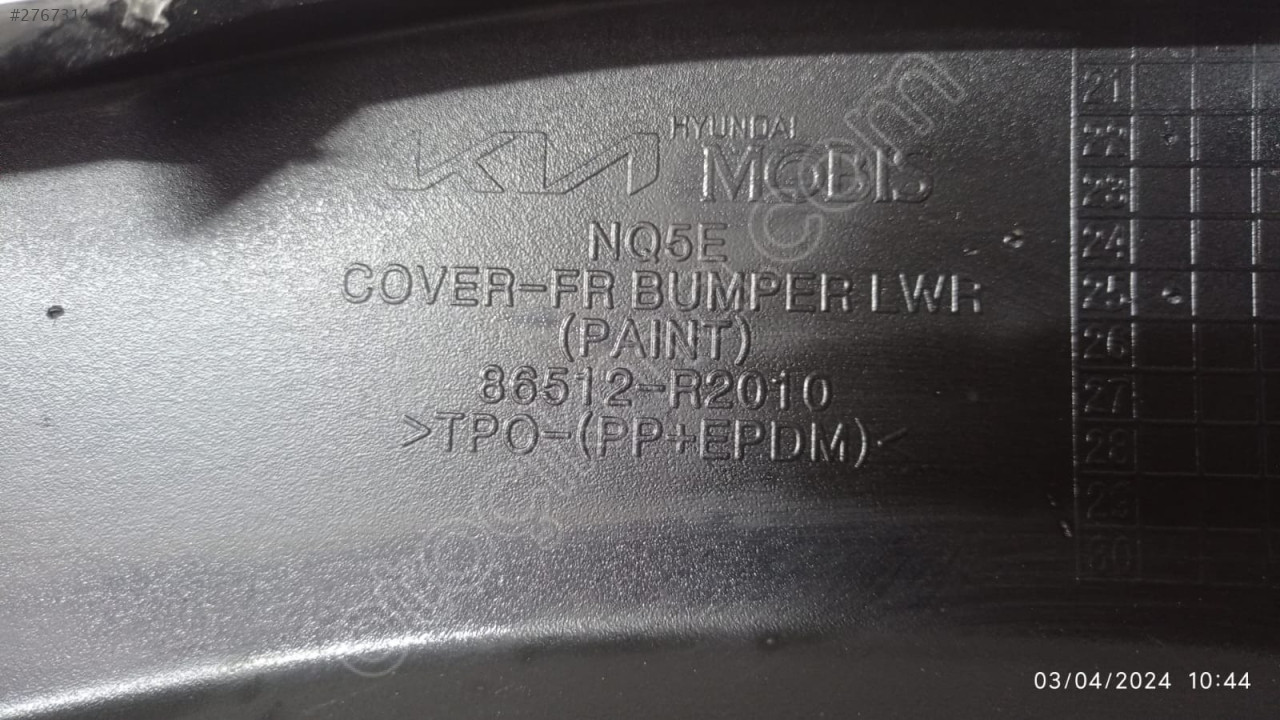 #2767314
KIA
HYUNDAI
MOBIS
NQ5E
COVER-FR BUMPER LWR
(PAINT)
86512-R2010
>TPO-(PP+EPDM)<
21
22
23
24
25
26
27
28
29
30
03/04/2024 10:44